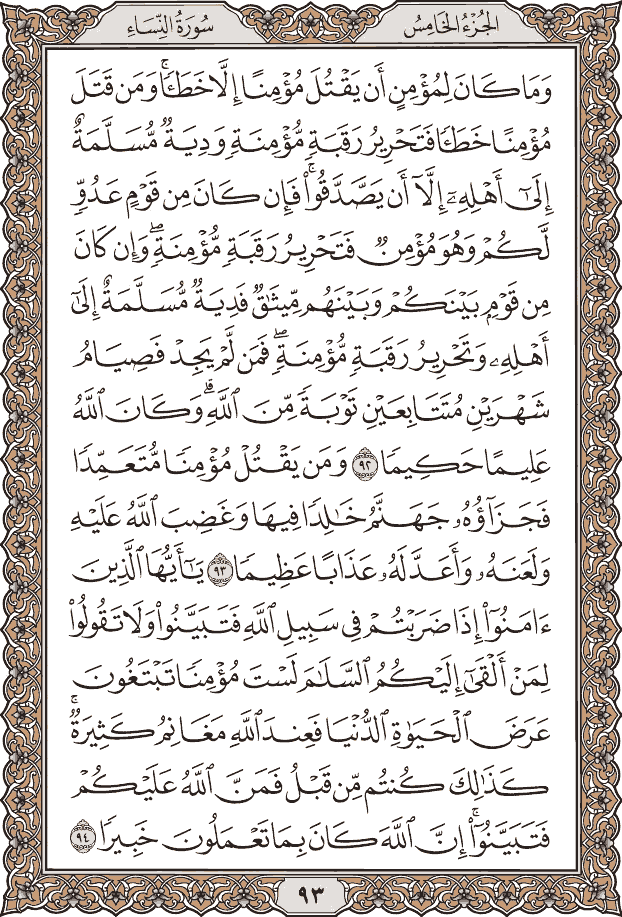 الجُزْءُ الخَامِسُ
سُورَةُ النِّسَاءِ
وَمَا كَانَ لِمُؤْمِنٍ أَن يَقْتُلَ مُؤْمِنًا إِلَّا خَطَـًٔاۚ وَمَن قَتَلَ
مُؤْمِنًا خَطَـًٔا فَتَحْرِيرُ رَقَبَةٍ مُّؤْمِنَةٍ وَدِيَةٌ مُّسَلَّمَةٌ
إِلَىٰٓ أَهْلِهِۦٓ إِلَّآ أَن يَصَّدَّقُوا۟ۚ فَإِن كَانَ مِن قَوْمٍ عَدُوٍّ
لَّكُمْ وَهُوَ مُؤْمِنٌ فَتَحْرِيرُ رَقَبَةٍ مُّؤْمِنَةٍۖ وَإِن كَانَ
مِن قَوْمٍۭ بَيْنَكُمْ وَبَيْنَهُم مِّيثَـٰقٌ فَدِيَةٌ مُّسَلَّمَةٌ إِلَىٰٓ
أَهْلِهِۦ وَتَحْرِيرُ رَقَبَةٍ مُّؤْمِنَةٍۖ فَمَن لَّمْ يَجِدْ فَصِيَامُ
شَهْرَيْنِ مُتَتَابِعَيْنِ تَوْبَةً مِّنَ ٱللَّهِۗ وَكَانَ ٱللَّهُ
عَلِيمًا حَكِيمًا ٩٢ وَمَن يَقْتُلْ مُؤْمِنًا مُّتَعَمِّدًا
فَجَزَآؤُهُۥ جَهَنَّمُ خَـٰلِدًا فِيهَا وَغَضِبَ ٱللَّهُ عَلَيْهِ
وَلَعَنَهُۥ وَأَعَدَّ لَهُۥ عَذَابًا عَظِيمًا ٩٣ يَـٰٓأَيُّهَا ٱلَّذِينَ
ءَامَنُوٓا۟ إِذَا ضَرَبْتُمْ فِى سَبِيلِ ٱللَّهِ فَتَبَيَّنُوا۟ وَلَا تَقُولُوا۟
لِمَنْ أَلْقَىٰٓ إِلَيْكُمُ ٱلسَّلَـٰمَ لَسْتَ مُؤْمِنًا تَبْتَغُونَ
عَرَضَ ٱلْحَيَوٰةِ ٱلدُّنْيَا فَعِندَ ٱللَّهِ مَغَانِمُ كَثِيرَةٌۚ
كَذَٰلِكَ كُنتُم مِّن قَبْلُ فَمَنَّ ٱللَّهُ عَلَيْكُمْ
فَتَبَيَّنُوٓا۟ۚ إِنَّ ٱللَّهَ كَانَ بِمَا تَعْمَلُونَ خَبِيرًا ٩٤
٩٣